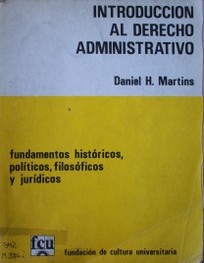 INTRODUCCION
AL DERECHO
ADMINISTRATIVO
Daniel H. Martins
fundamentos históricos,
políticos, filosóficos
y jurídicos
fcu
fundación de cultura universitaria